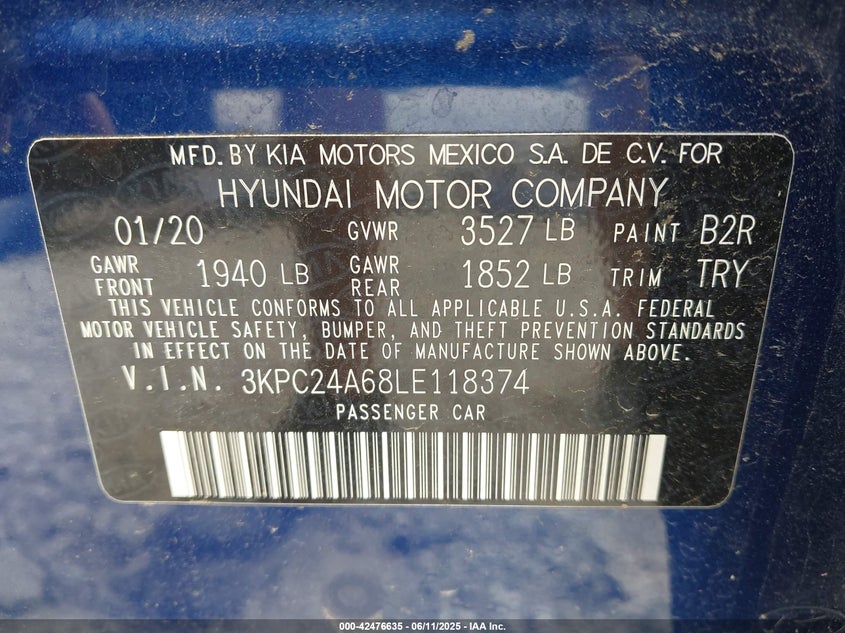 MFD. BY KIA MOTORS MEXICO S.A. DE C.V. FOR
HYUNDAI MOTOR COMPANY
01/20 GVWR 3527 LB PAINT B2R
GAWR FRONT 1940 LB GAWR REAR 1852 LB TRIM TRY
THIS VEHICLE CONFORMS TO ALL APPLICABLE U.S.A. FEDERAL
MOTOR VEHICLE SAFETY, BUMPER, AND THEFT PREVENTION STANDARDS
IN EFFECT ON THE DATE OF MANUFACTURE SHOWN ABOVE.
V.I.N. 3KPC24A68LE118374
PASSENGER CAR
000-42476635 - 06/11/2025 - IAA Inc.